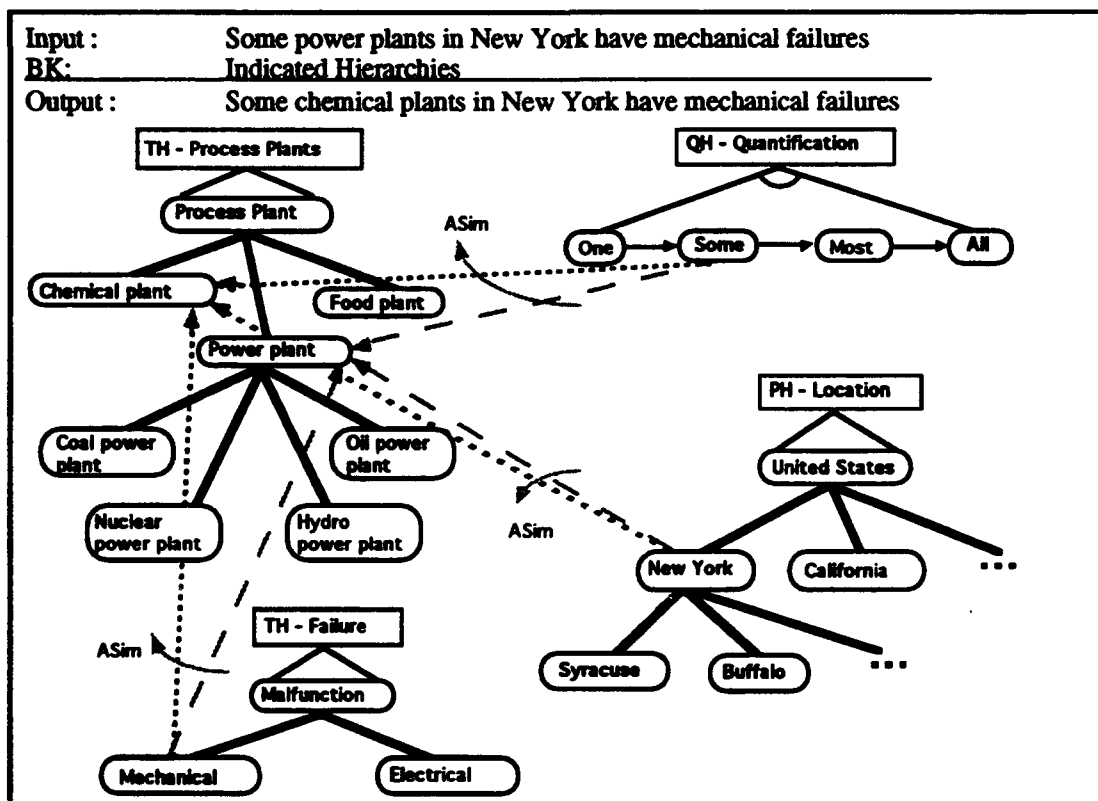 Input : Some power plants in New York have mechanical failures
BK: Indicated Hierarchies
Output : Some chemical plants in New York have mechanical failures
TH - Process Plants
QH - Quantification
Process Plant
ASim
One
Some
Most
All
Chemical plant
Food plant
Power plant
PH - Location
Coal power
plant
Oil power
plant
United States
Nuclear
power plant
Hydro
power plant
ASim
New York
California
...
TH - Failure
ASim
Syracuse
Buffalo
...
Malfunction
Mechanical
Electrical